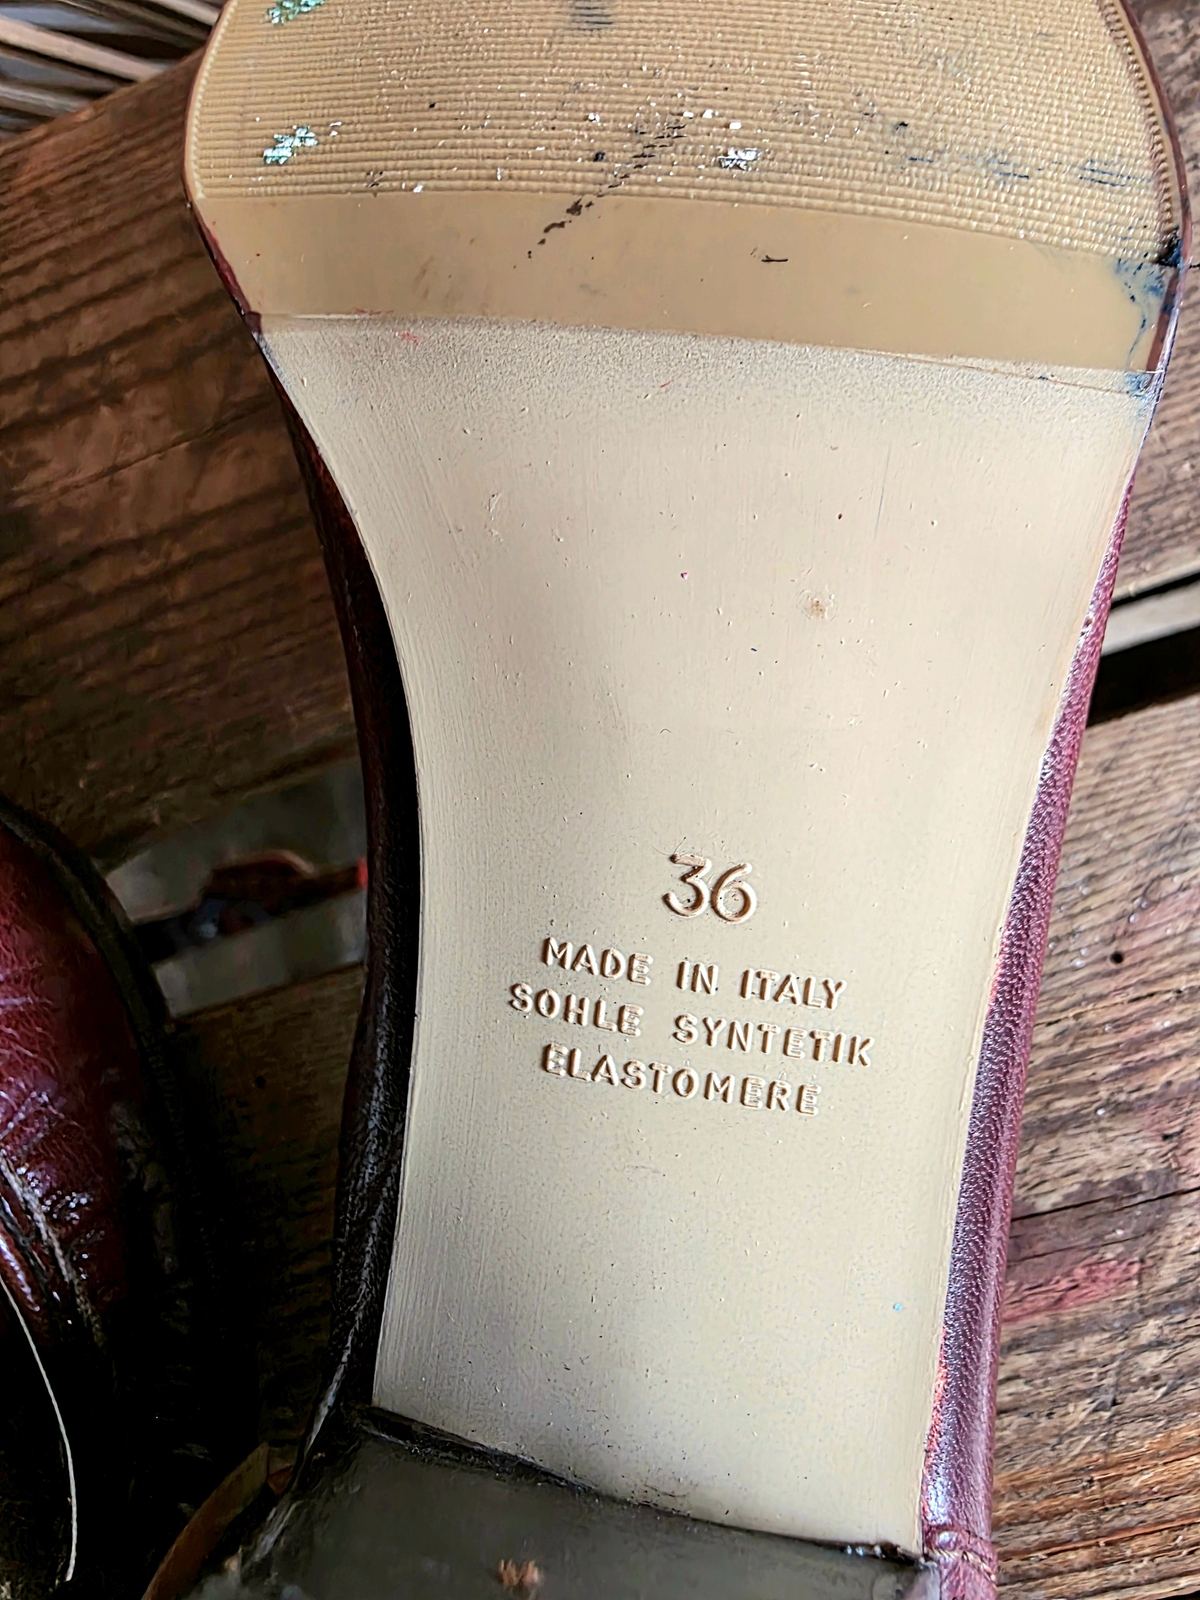 36
MADE IN ITALY
SOHLE SYNTETIK
ELASTOMERE